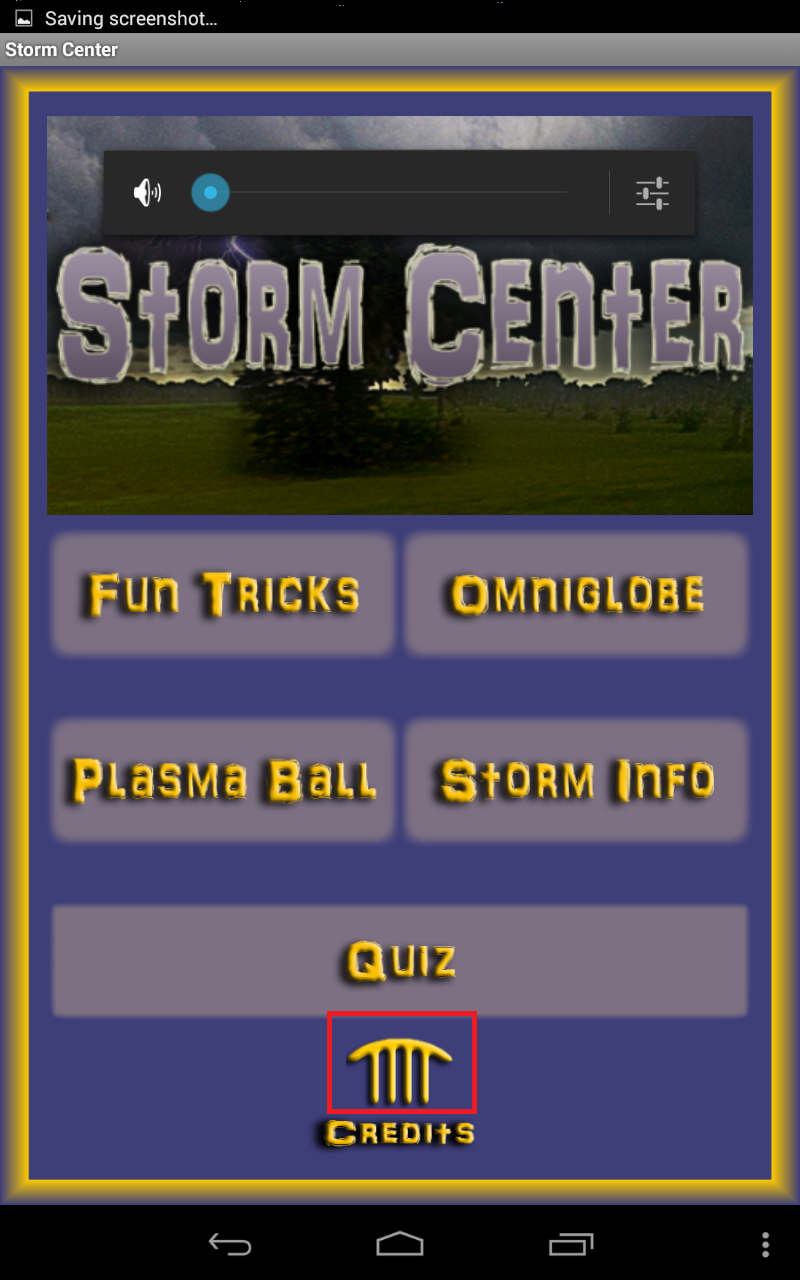 Saving screenshot...
Storm Center
Storm Center
Fun Tricks
Omniglobe
Plasma Ball
Storm Info
Quiz
Credits